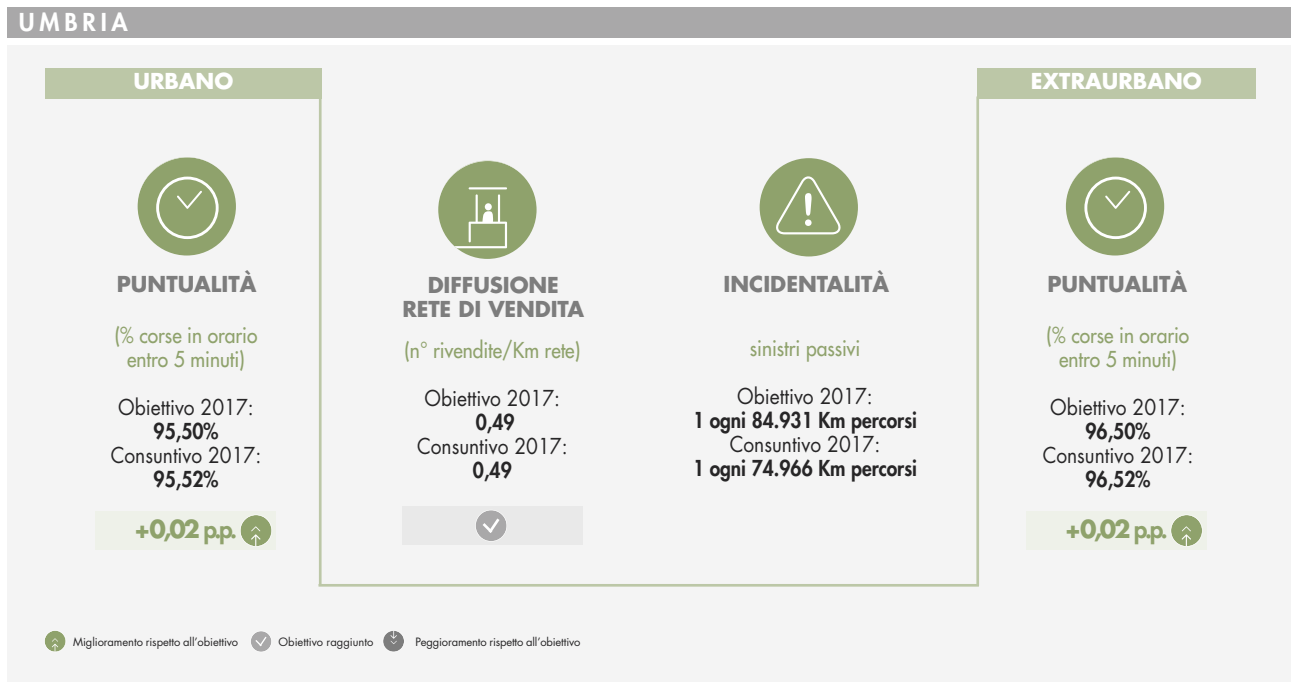 UMBRIA
URBANO
EXTRAURBANO
PUNTUALITÀ
(% corse in orario
entro 5 minuti)
Obiettivo 2017:
95,50%
Consuntivo 2017:
95,52%
+0,02 p.p.
DIFFUSIONE
RETE DI VENDITA
(n° rivendite/Km rete)
Obiettivo 2017:
0,49
Consuntivo 2017:
0,49
INCIDENTALITÀ
sinistri passivi
Obiettivo 2017:
1 ogni 84.931 Km percorsi
Consuntivo 2017:
1 ogni 74.966 Km percorsi
PUNTUALITÀ
(% corse in orario
entro 5 minuti)
Obiettivo 2017:
96,50%
Consuntivo 2017:
96,52%
+0,02 p.p.
Miglioramento rispetto all'obiettivo Obiettivo raggiunto Peggioramento rispetto all'obiettivo